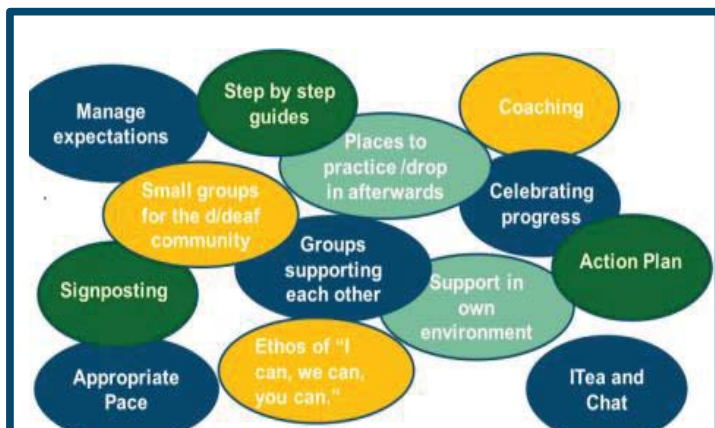 Manage
expectations
Step by step
guides
Coaching
Places to
practice /drop
in afterwards
Small groups
for the d/deaf
community
Celebrating
progress
Groups
supporting
each other
Action Plan
Signposting
Support in
own
environment
Ethos of “I
can, we can,
you can.”
Appropriate
Pace
ITea and
Chat